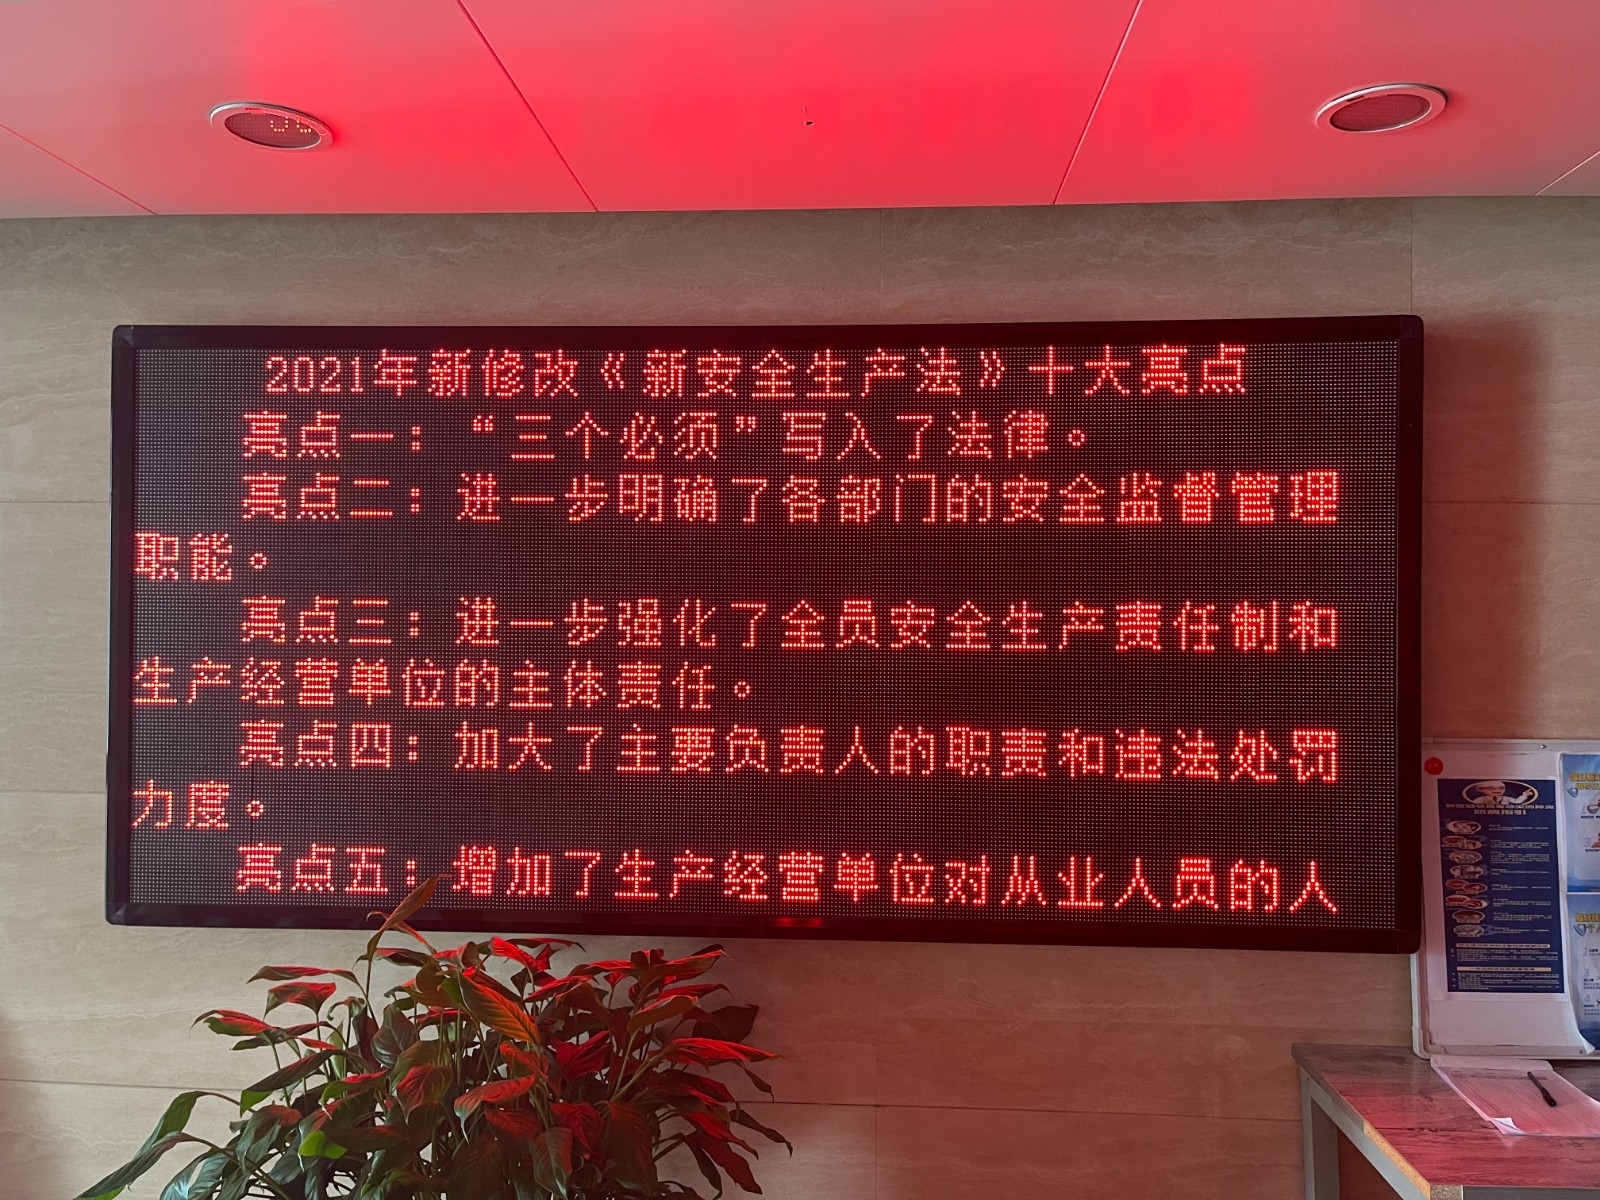 2021年新修改《新安全生产法》十大亮点
亮点一：“三个必须”写入了法律。
亮点二：进一步明确了各部门的安全监督管理
职能。
亮点三：进一步强化了全员安全生产责任制和
生产经营单位的主体责任。
亮点四：加大了主要负责人的职责和违法处罚
力度。
亮点五：增加了生产经营单位对从业人员的人